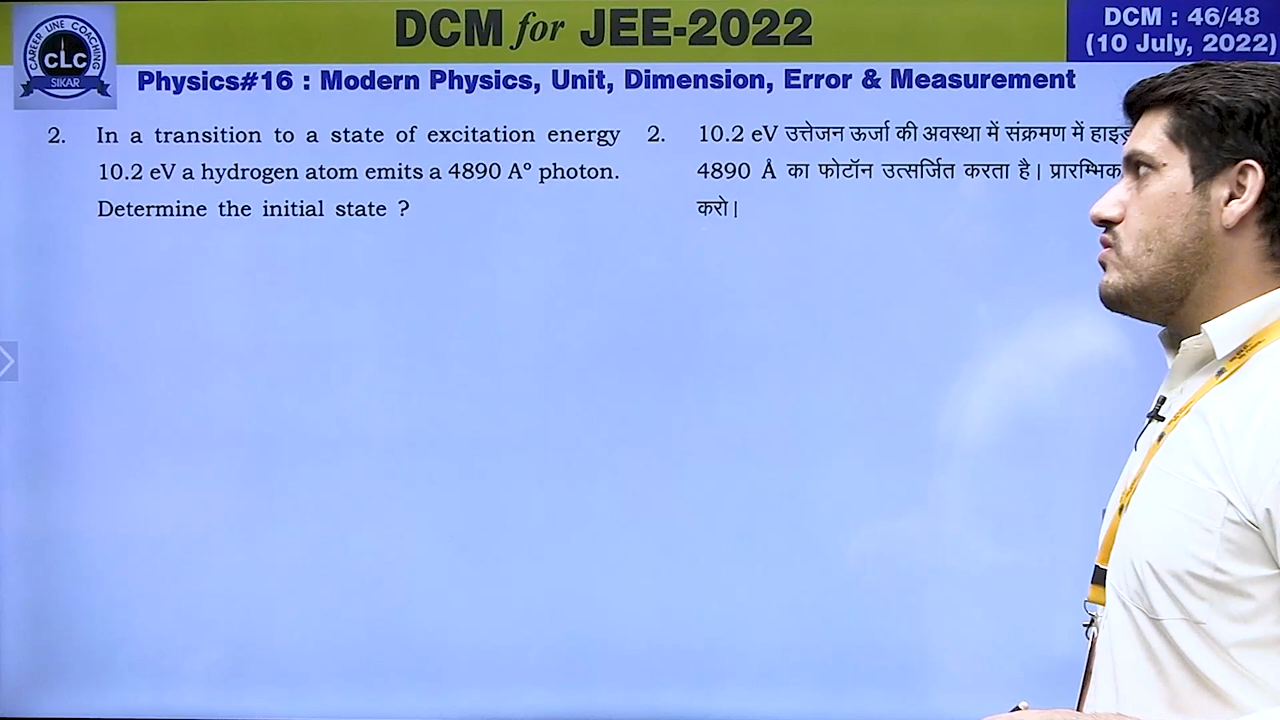 CAREER LINE COACHING
CLC
SIKAR
DCM for JEE-2022
DCM : 46/48
(10 July, 2022)
Physics#16 : Modern Physics, Unit, Dimension, Error & Measurement
2. In a transition to a state of excitation energy
10.2 eV a hydrogen atom emits a 4890 A° photon.
Determine the initial state ?
2. 10.2 eV उत्तेजन ऊर्जा की अवस्था में संक्रमण में
4890 Å का फोटॉन उत्सर्जित करता है। प्रारम्भिक
करो।